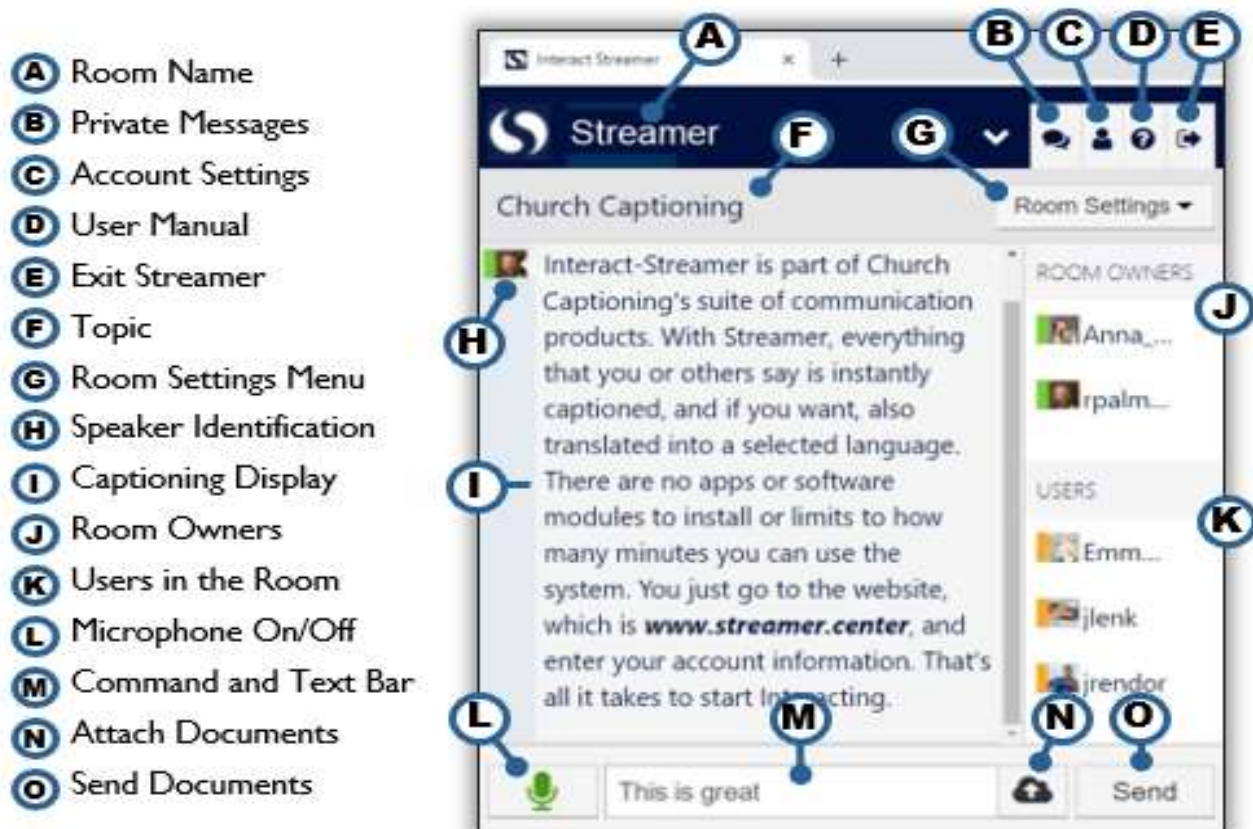 A Room Name
B Private Messages
C Account Settings
D User Manual
E Exit Streamer
F Topic
G Room Settings Menu
H Speaker Identification
I Captioning Display
J Room Owners
K Users in the Room
L Microphone On/Off
M Command and Text Bar
N Attach Documents
O Send Documents
A
B
C
D
E
Interact Streamer × +
Streamer
F
G
Church Captioning
Room Settings
H
I
Interact-Streamer is part of Church
Captioning's suite of communication
products. With Streamer, everything
that you or others say is instantly
captioned, and if you want, also
translated into a selected language.
There are no apps or software
modules to install or limits to how
many minutes you can use the
system. You just go to the website,
which is www.streamer.center, and
enter your account information. That's
all it takes to start Interacting.
ROOM OWNERS
J
Anna_...
rpalm...
USERS
K
Emm...
jlenk
jrendor
L
M
N
O
This is great
Send